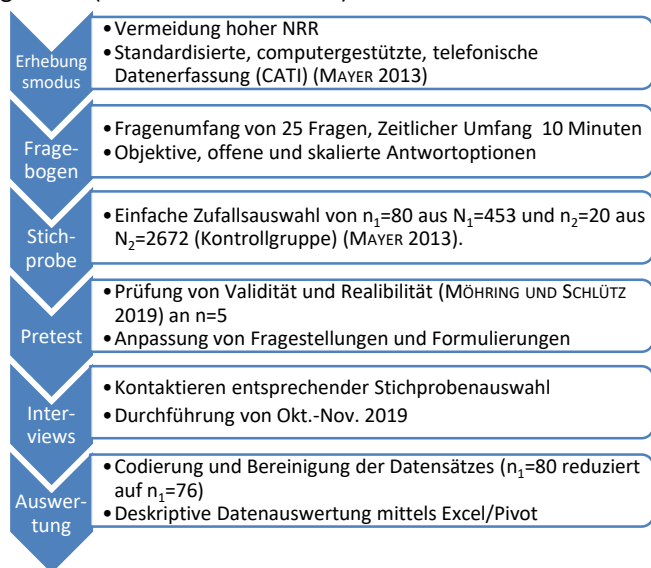 Erhebung
smodus
•Vermeidung hoher NRR
•Standardisierte, computergestützte, telefonische
Datenerfassung (CATI) (MAYER 2013)
Frage-
bogen
•Fragenumfang von 25 Fragen, Zeitlicher Umfang 10 Minuten
•Objektive, offene und skalierte Antwortoptionen
Stich-
probe
•Einfache Zufallsauswahl von n₁=80 aus N₁=453 und n₂=20 aus
N₂=2672 (Kontrollgruppe) (MAYER 2013).
Pretest
•Prüfung von Validität und Realibilität (MÖHRING UND SCHLÜTZ
2019) an n=5
•Anpassung von Fragestellungen und Formulierungen
Inter-
views
•Kontaktieren entsprechender Stichprobenauswahl
•Durchführung von Okt.-Nov. 2019
Auswer-
tung
•Codierung und Bereinigung der Datensätzes (n₁=80 reduziert
auf n₁=76)
•Deskriptive Datenauswertung mittels Excel/Pivot